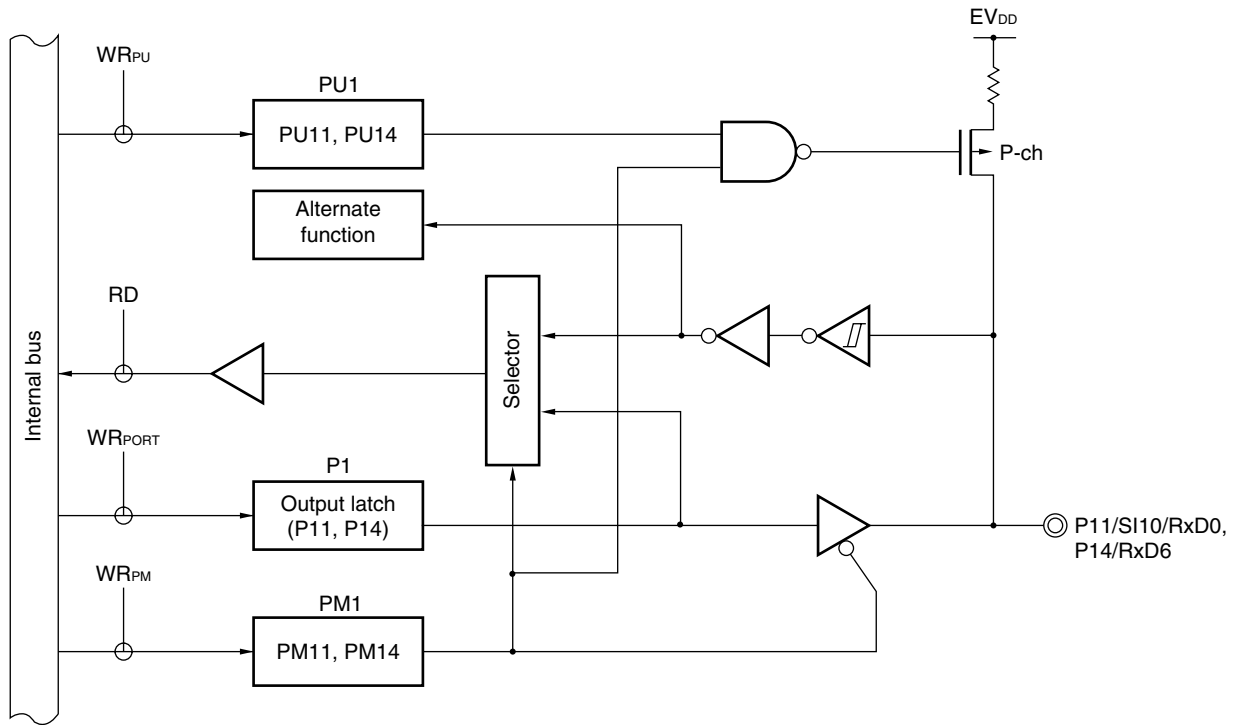 EVDD
WRPU
PU1
PU11, PU14
P-ch
Alternate
function
RD
Internal bus
Selector
WRPORT
P1
Output latch
(P11, P14)
P11/SI10/RxD0,
P14/RxD6
WRPM
PM1
PM11, PM14